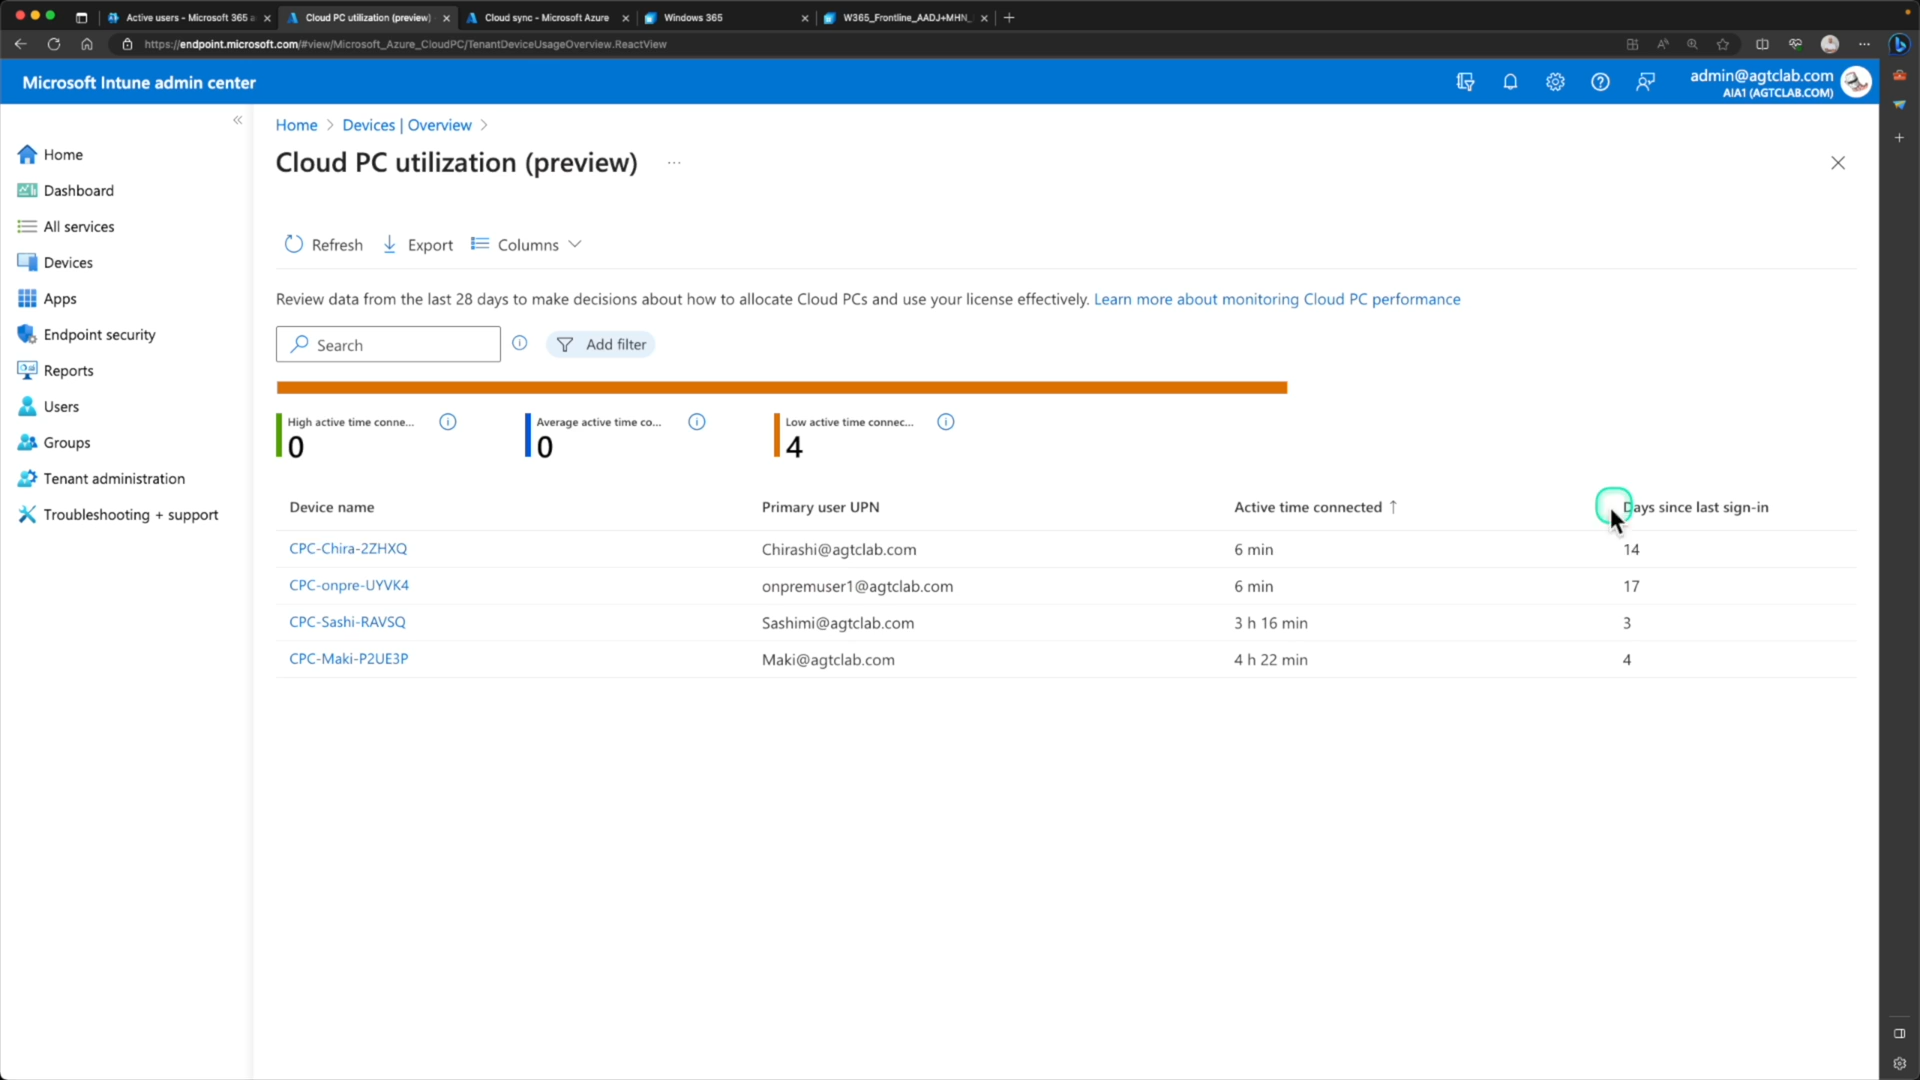 Active users - Microsoft 365 a
Cloud PC utilization (preview)
Cloud sync - Microsoft Azure
Windows 365
W365_Frontline_AADJ+MHN_
https://endpoint.microsoft.com/#view/Microsoft_Azure_CloudPC/TenantDeviceUsageOverview.ReactView
Microsoft Intune admin center
admin@agtclab.com
AIA1 (AGTCLAB.COM)
Home
Dashboard
All services
Devices
Apps
Endpoint security
Reports
Users
Groups
Tenant administration
Troubleshooting + support
Home > Devices | Overview >
Cloud PC utilization (preview) ...
Refresh Export Columns
Review data from the last 28 days to make decisions about how to allocate Cloud PCs and use your license effectively. Learn more about monitoring Cloud PC performance
Search
Add filter
High active time conne...
0
Average active time co...
0
Low active time connec...
4
Device name Primary user UPN Active time connected ↑ Days since last sign-in
CPC-Chira-2ZHXQ Chirashi@agtclab.com 6 min 14
CPC-onpre-UYVK4 onpremuser1@agtclab.com 6 min 17
CPC-Sashi-RAVSQ Sashimi@agtclab.com 3 h 16 min 3
CPC-Maki-P2UE3P Maki@agtclab.com 4 h 22 min 4